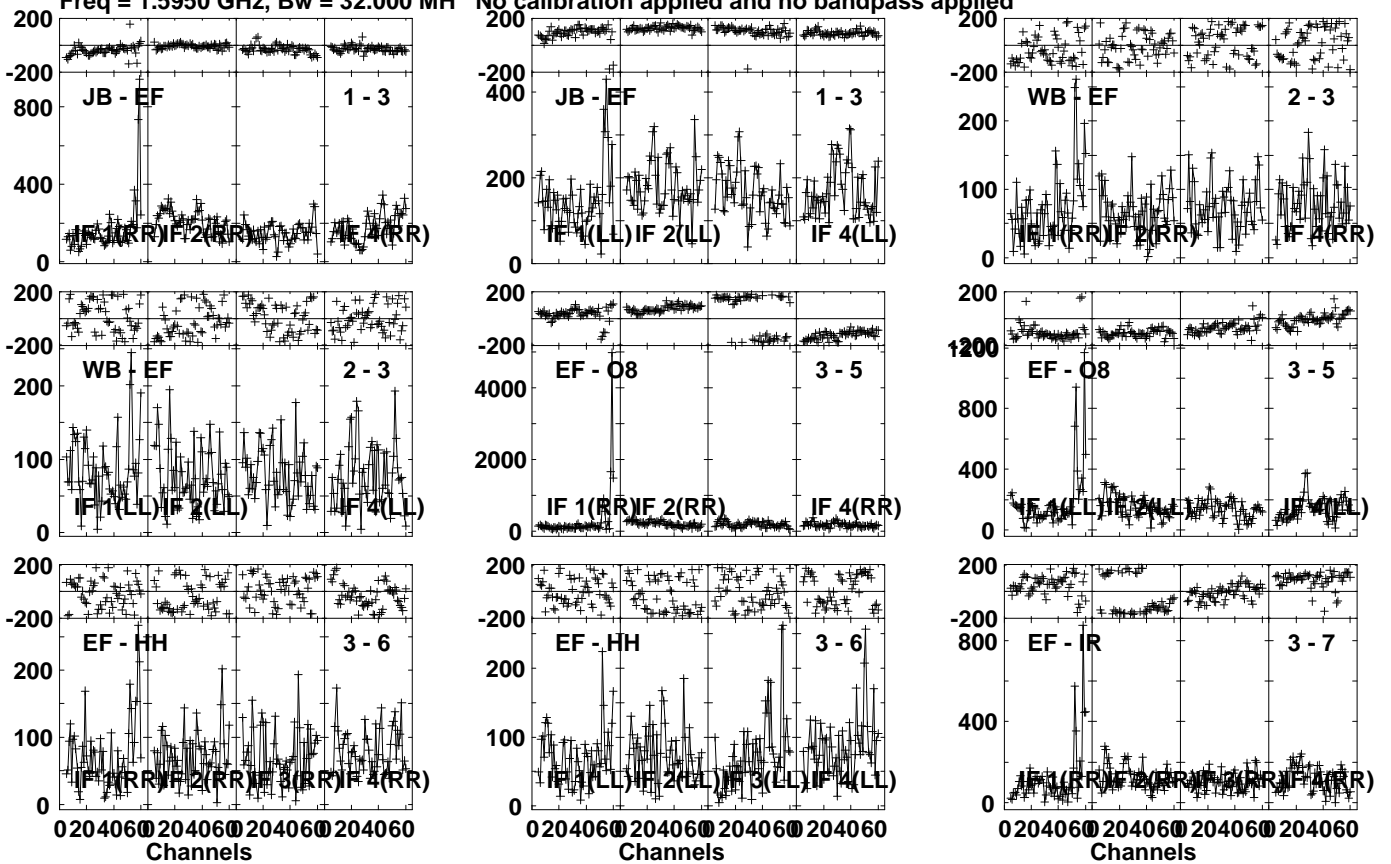 Freq = 1.5950 GHz, Bw = 32.000 MH No calibration applied and no bandpass applied
200 200 200
-200 -200 -200
JB - EF 1 - 3 JB - EF 1 - 3 WB - EF 2 - 3
800 400 200
400 200 100
IF 1(RR) IF 2(RR) IF 4(RR) IF 1(LL) IF 2(LL) IF 4(LL) IF 1(RR) IF 2(RR) IF 4(RR)
0 0 0
200 200 200
-200 -200 -200
1200
WB - EF 2 - 3 EF - O8 3 - 5 EF - O8 3 - 5
200 4000 800
100 2000 400
IF 1(LL) IF 2(LL) IF 4(LL) IF 1(RR) IF 2(RR) IF 4(RR) IF 1(LL) IF 2(LL) IF 4(LL)
0 0 0
200 200 200
-200 -200 -200
EF - HH 3 - 6 EF - HH 3 - 6 EF - IR 3 - 7
200 200 800
100 100 400
IF 1(RR) IF 2(RR) IF 3(RR) IF 4(RR) IF 1(LL) IF 2(LL) IF 3(LL) IF 4(LL) IF 1(RR) IF 2(RR) IF 3(RR) IF 4(RR)
0 0 0
0 20 40 60 0 20 40 60 0 20 40 60 0 20 40 60 0 20 40 60 0 20 40 60 0 20 40 60 0 20 40 60 0 20 40 60 0 20 40 60 0 20 40 60 0 20 40 60
Channels Channels Channels